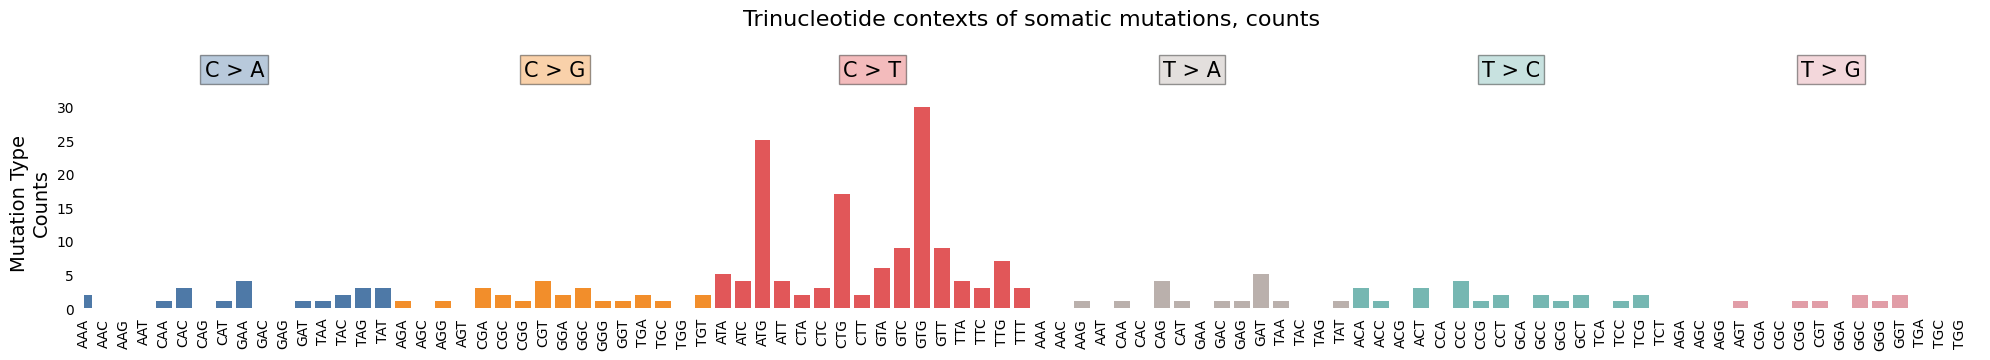 Trinucleotide contexts of somatic mutations, counts
C > A
C > G
C > T
T > A
T > C
T > G
Mutation Type
Counts
30
25
20
15
10
5
0
AAA AAC AAG AAT CAA CAC CAG CAT GAA GAC GAG GAT TAA TAC TAG TAT AGA AGC AGG AGT CGA CGC CGG CGT GGA GGC GGG GGT TGA TGC TGG TGT ATA ATC ATG ATT CTA CTC CTG CTT GTA GTC GTG GTT TTA TTC TTG TTT AAA AAC AAG AAT CAA CAC CAG CAT GAA GAC GAG GAT TAA TAC TAG TAT ACA ACC ACG ACT CCA CCC CCG CCT GCA GCC GCG GCT TCA TCC TCG TCT AGA AGC AGG AGT CGA CGC CGG CGT GGA GGC GGG GGT TGA TGC TGG